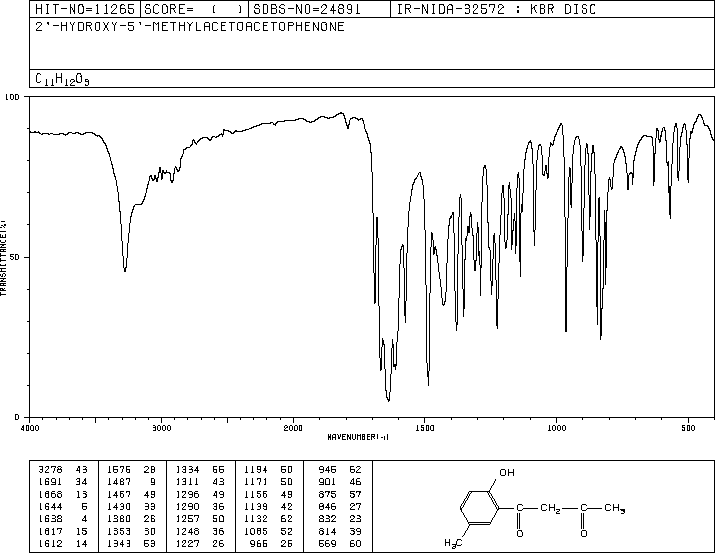 HIT-NO=11265 SCORE= ( ) SDBS-NO=24891 IR-NIDA-32572 : KBR DISC
2'-HYDROXY-5'-METHYLACETOACETOPHENONE
C11H12O3
100
50
0
TRANSMITTANCE(%)
4000 3000 2000 1500 1000 500
WAVENUMBER(-1)
3278 43 1576 28 1334 55 1194 50 945 62
1691 34 1487 9 1311 43 1171 50 901 46
1668 13 1467 49 1296 49 1156 49 875 57
1644 5 1430 33 1290 36 1139 42 846 27
1638 4 1380 26 1257 50 1132 62 832 23
1617 15 1353 30 1248 36 1085 52 814 39
1612 14 1343 53 1227 26 966 26 569 60
OH
C CH2 C CH3
O O
H3C